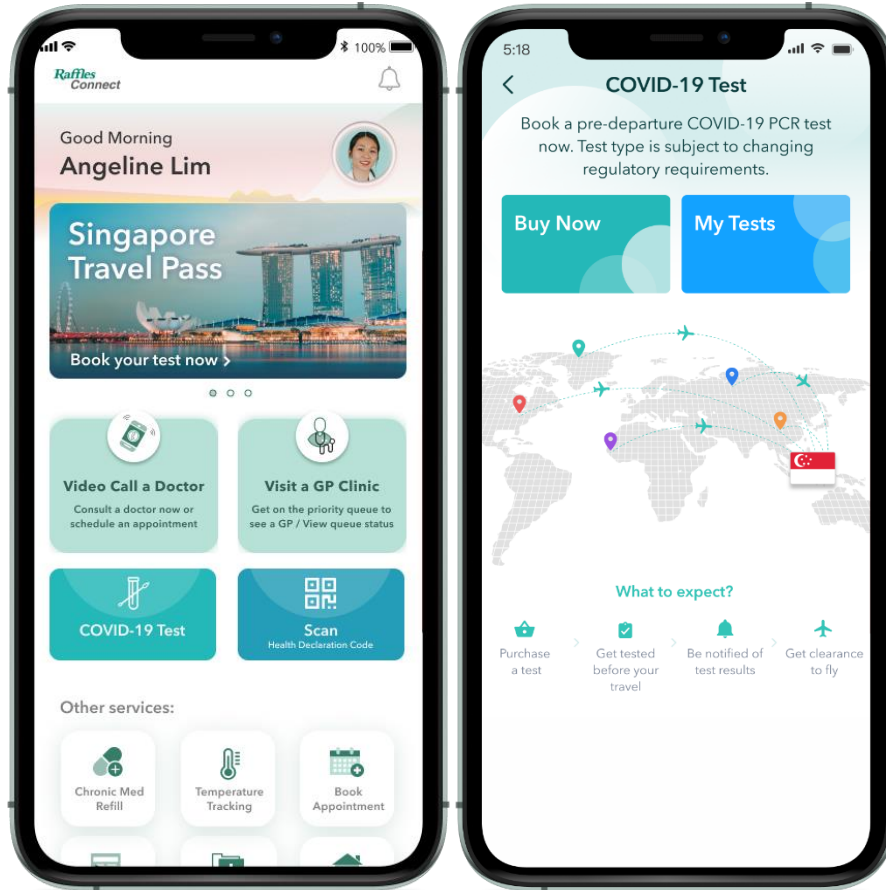 100%
Raffles
Connect
Good Morning
Angeline Lim
Singapore
Travel Pass
Book your test now >
Video Call a Doctor
Consult a doctor now or
schedule an appointment
Visit a GP Clinic
Get on the priority queue to
see a GP / View queue status
COVID-19 Test
Scan
Health Declaration Code
Other services:
Chronic Med
Refill
Temperature
Tracking
Book
Appointment
5:18
COVID-19 Test
Book a pre-departure COVID-19 PCR test
now. Test type is subject to changing
regulatory requirements.
Buy Now
My Tests
What to expect?
Purchase
a test
Get tested
before your
travel
Be notified of
test results
Get clearance
to fly